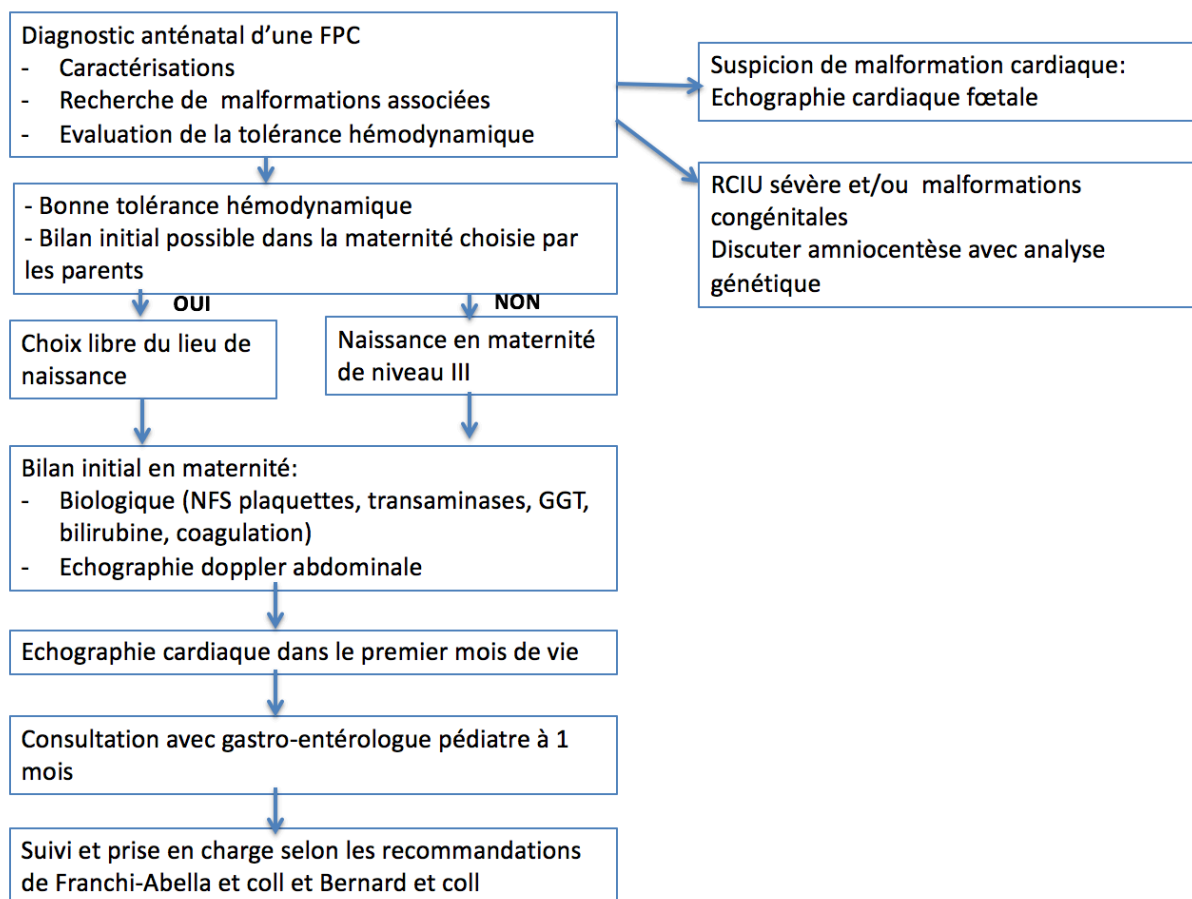 Diagnostic anténatal d'une FPC
- Caractérisations
- Recherche de malformations associées
- Evaluation de la tolérance hémodynamique
Suspicion de malformation cardiaque:
Echographie cardiaque fœtale
RCIU sévère et/ou malformations
congénitales
Discuter amniocentèse avec analyse
génétique
- Bonne tolérance hémodynamique
- Bilan initial possible dans la maternité choisie par
les parents
OUI
NON
Choix libre du lieu de
naissance
Naissance en maternité
de niveau III
Bilan initial en maternité:
- Biologique (NFS plaquettes, transaminases, GGT,
bilirubine, coagulation)
- Echographie doppler abdominale
Echographie cardiaque dans le premier mois de vie
Consultation avec gastro-entérologue pédiatre à 1
mois
Suivi et prise en charge selon les recommandations
de Franchi-Abella et coll et Bernard et coll